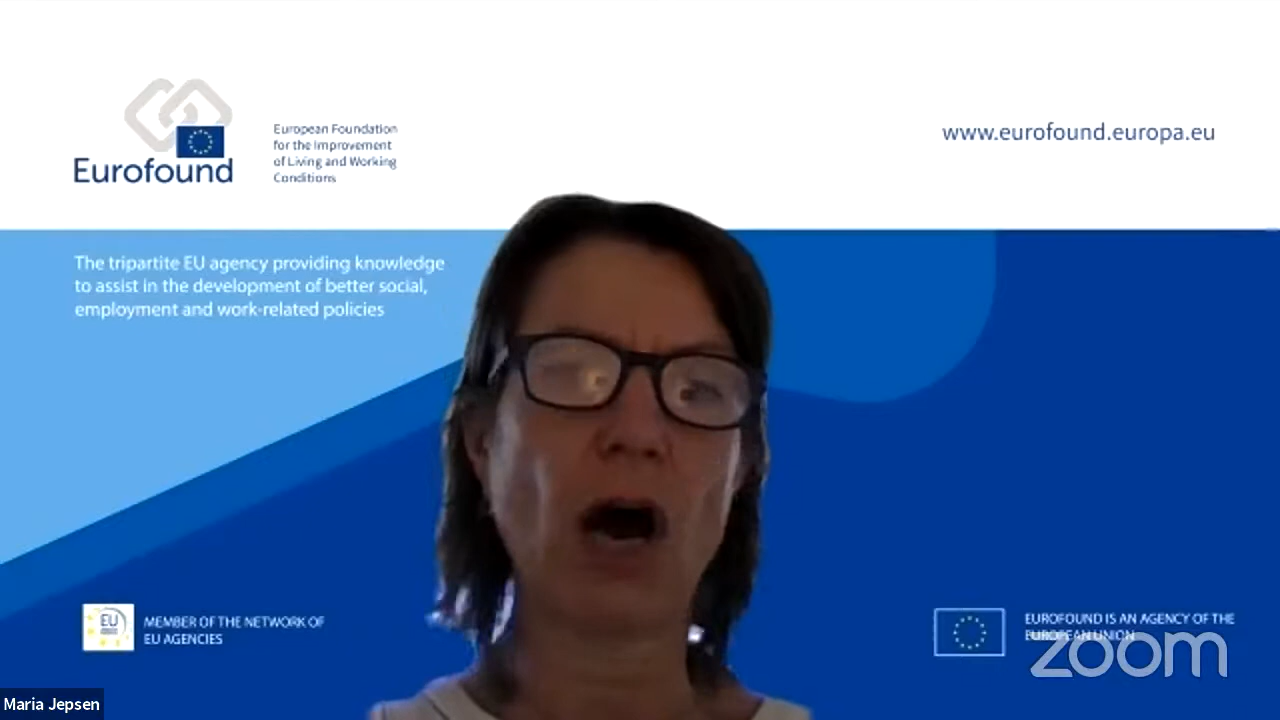 Eurofound
European Foundation
for the Improvement
of Living and Working
Conditions
www.eurofound.europa.eu
The tripartite EU agency providing knowledge
to assist in the development of better social,
employment and work-related policies
EU
MEMBER OF THE NETWORK OF
EU AGENCIES
EUROFOUND IS AN AGENCY OF THE
EUROPEAN UNION
zoom
Maria Jepsen